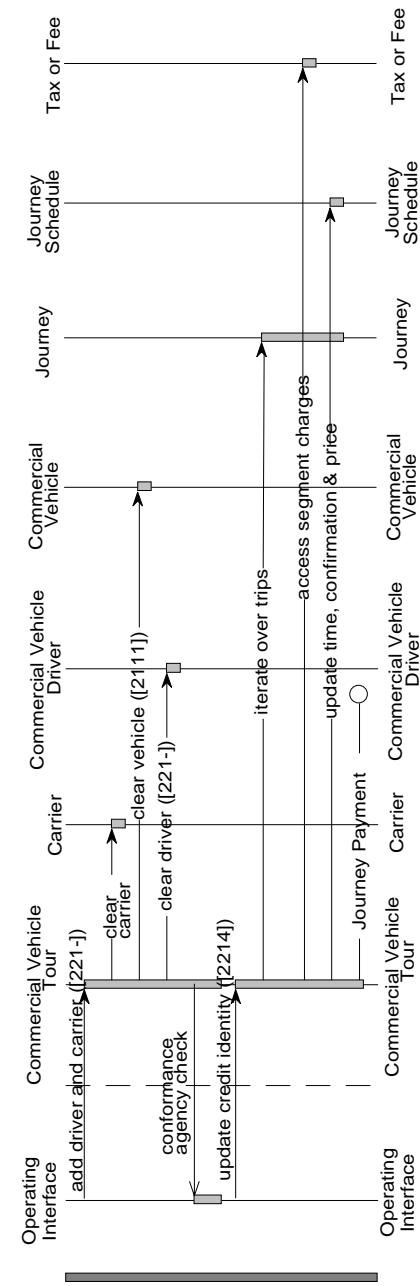 Operating
Interface
Commercial Vehicle
Tour
Carrier
Commercial Vehicle
Driver
Commercial
Vehicle
Journey
Journey
Schedule
Tax or Fee
add driver and carrier ([221-])
clear
carrier
clear vehicle ([2111])
clear driver ([221-])
conformance
agency check
update credit identity ([2214])
iterate over trips
access segment charges
update time, confirmation & price
Journey Payment
Operating
Interface
Commercial Vehicle
Tour
Carrier
Commercial Vehicle
Driver
Commercial
Vehicle
Journey
Journey
Schedule
Tax or Fee